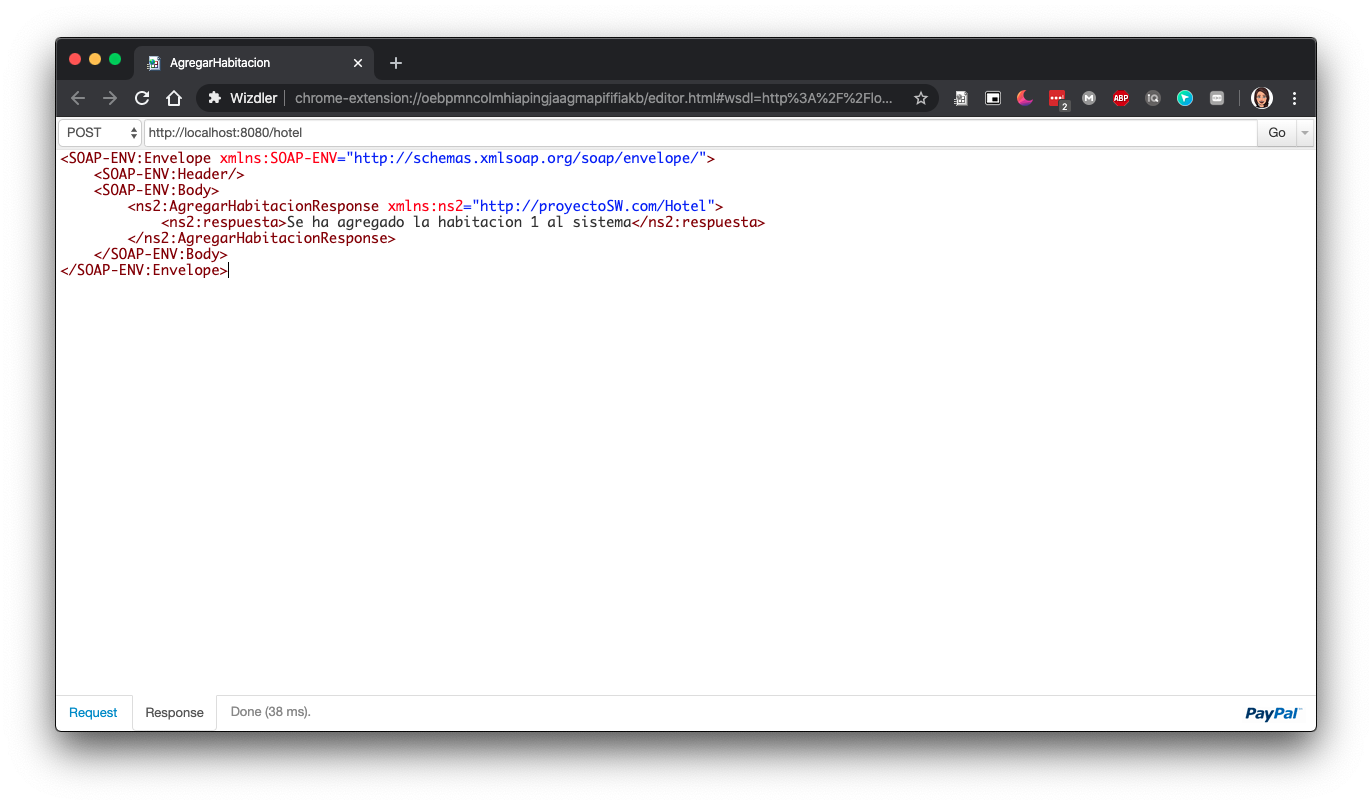 AgregarHabitacion
Wizdler chrome-extension://oebpmncolmhiapingjaagmapififiakb/editor.html#wsdl=http%3A%2F%2Flo...
2
ABP
POST http://localhost:8080/hotel Go
<SOAP-ENV:Envelope xmlns:SOAP-ENV="http://schemas.xmlsoap.org/soap/envelope/">
    <SOAP-ENV:Header/>
    <SOAP-ENV:Body>
        <ns2:AgregarHabitacionResponse xmlns:ns2="http://proyectoSW.com/Hotel">
            <ns2:respuesta>Se ha agregado la habitacion 1 al sistema</ns2:respuesta>
        </ns2:AgregarHabitacionResponse>
    </SOAP-ENV:Body>
</SOAP-ENV:Envelope>
Request Response Done (38 ms). PayPal